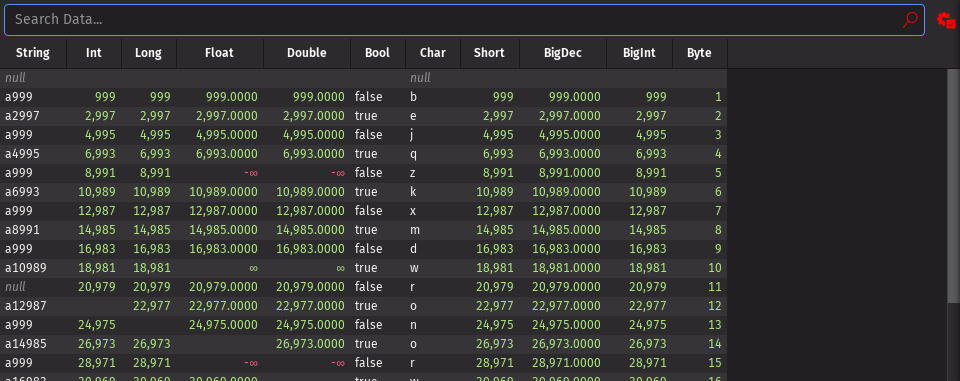 Search Data...
String Int Long Float Double Bool Char Short BigDec BigInt Byte
null null
a999 999 999 999.0000 999.0000 false b 999 999.0000 999 1
a2997 2,997 2,997 2,997.0000 2,997.0000 true e 2,997 2,997.0000 2,997 2
a999 4,995 4,995 4,995.0000 4,995.0000 false j 4,995 4,995.0000 4,995 3
a4995 6,993 6,993 6,993.0000 6,993.0000 true q 6,993 6,993.0000 6,993 4
a999 8,991 8,991 -∞ -∞ false z 8,991 8,991.0000 8,991 5
a6993 10,989 10,989 10,989.0000 10,989.0000 true k 10,989 10,989.0000 10,989 6
a999 12,987 12,987 12,987.0000 12,987.0000 false x 12,987 12,987.0000 12,987 7
a8991 14,985 14,985 14,985.0000 14,985.0000 true m 14,985 14,985.0000 14,985 8
a999 16,983 16,983 16,983.0000 16,983.0000 false d 16,983 16,983.0000 16,983 9
a10989 18,981 18,981 ∞ ∞ true w 18,981 18,981.0000 18,981 10
null 20,979 20,979 20,979.0000 20,979.0000 false r 20,979 20,979.0000 20,979 11
a12987 22,977 22,977.0000 22,977.0000 true o 22,977 22,977.0000 22,977 12
a999 24,975 24,975.0000 24,975.0000 false n 24,975 24,975.0000 24,975 13
a14985 26,973 26,973 26,973.0000 true o 26,973 26,973.0000 26,973 14
a999 28,971 28,971 -∞ -∞ false r 28,971 28,971.0000 28,971 15